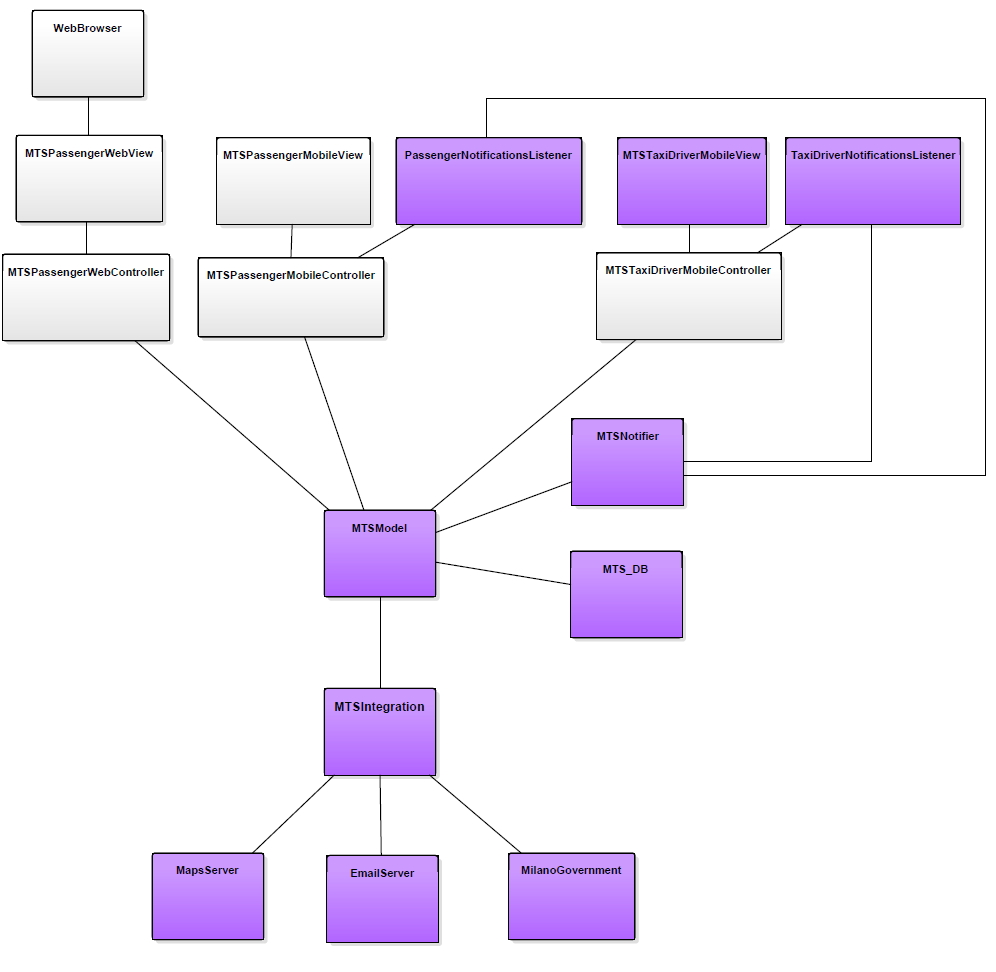 WebBrowser
MTSPassengerWebView
MTSPassengerMobileView
PassengerNotificationsListener
MTSTaxiDriverMobileView
TaxiDriverNotificationsListener
MTSPassengerWebController
MTSPassengerMobileController
MTSTaxiDriverMobileController
MTSNotifier
MTSModel
MTS_DB
MTSIntegration
MapsServer
EmailServer
MilanoGovernment